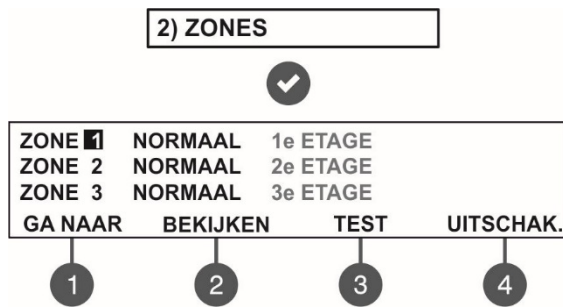 2) ZONES
ZONE 1 NORMAAL 1e ETAGE
ZONE 2 NORMAAL 2e ETAGE
ZONE 3 NORMAAL 3e ETAGE
GA NAAR BEKIJKEN TEST UITSCHAK.
1 2 3 4